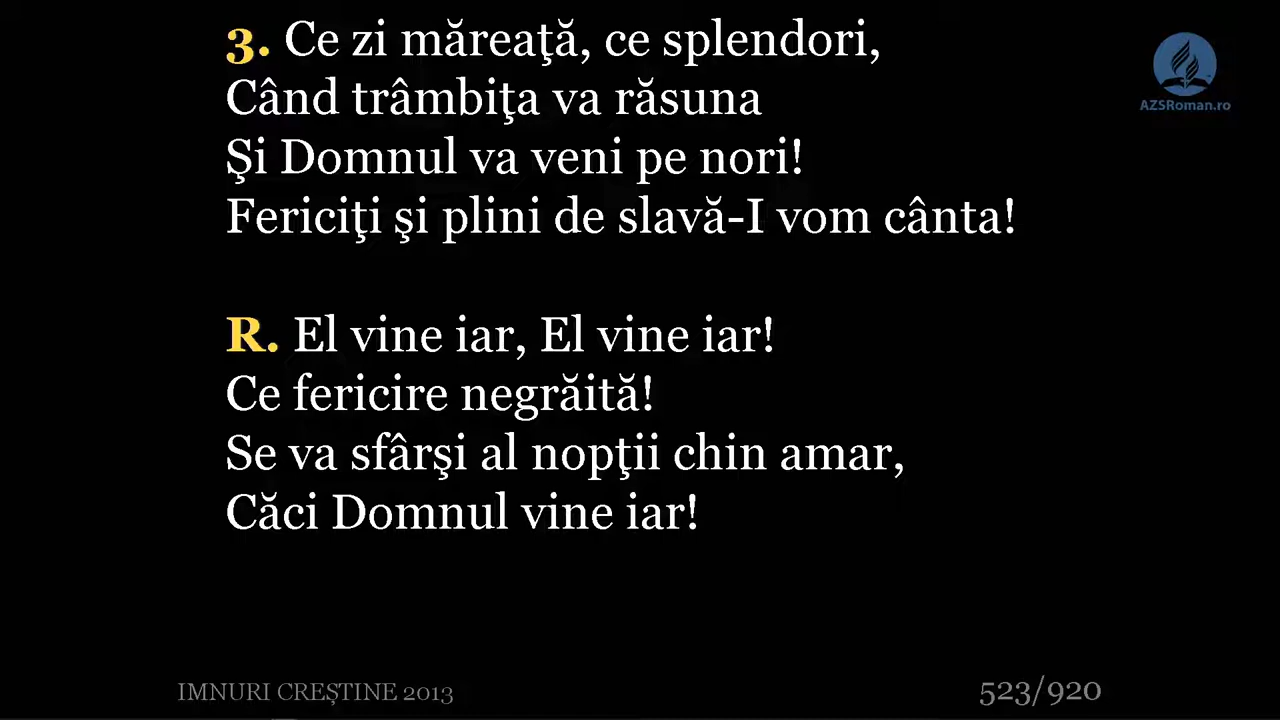 3. Ce zi măreaţă, ce splendori,
Când trâmbiţa va răsuna
Şi Domnul va veni pe nori!
Fericiţi şi plini de slavă-I vom cânta!
R. El vine iar, El vine iar!
Ce fericire negrăită!
Se va sfârşi al nopţii chin amar,
Căci Domnul vine iar!
AZSRoman.ro
IMNURI CREȘTINE 2013
523/920